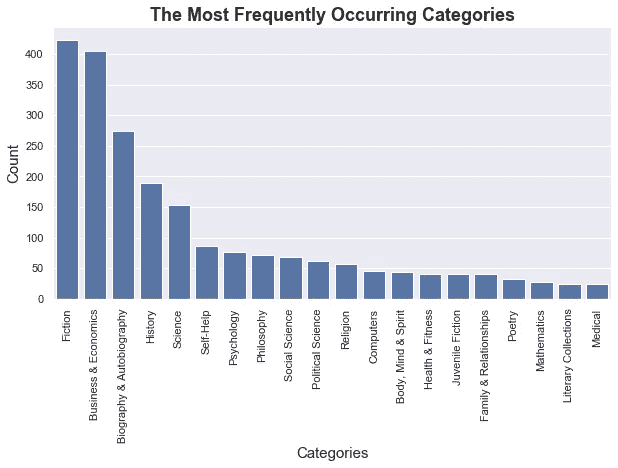 The Most Frequently Occurring Categories
Count
400
350
300
250
200
150
100
50
0
Fiction
Business & Economics
Biography & Autobiography
History
Science
Self-Help
Psychology
Philosophy
Social Science
Political Science
Religion
Computers
Body, Mind & Spirit
Health & Fitness
Juvenile Fiction
Family & Relationships
Poetry
Mathematics
Literary Collections
Medical
Categories